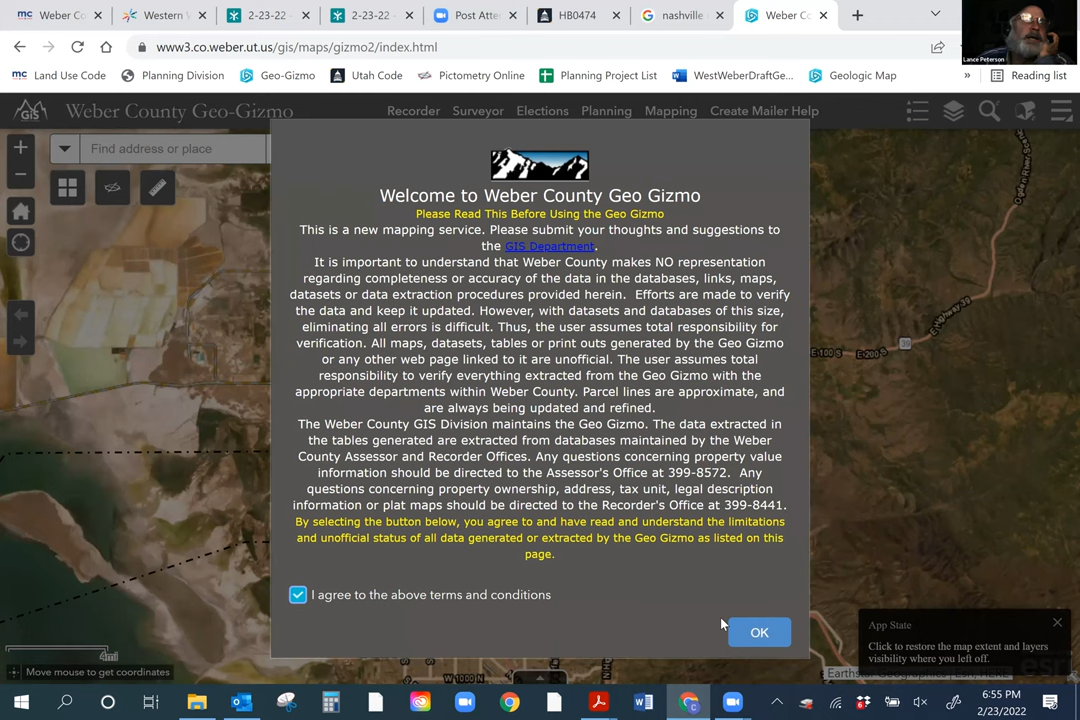 Weber Co
Western V
2-23-22 -
2-23-22 -
Post Atte
HB0474
nashville
Weber Co
www3.co.weber.ut.us/gis/maps/gizmo2/index.html
Lance Peterson
mc Land Use Code
Planning Division
Geo-Gizmo
Utah Code
Pictometry Online
Planning Project List
WestWeberDraftGe...
Geologic Map
»
Reading list
GIS
Weber County Geo-Gizmo
Recorder Surveyor Elections Planning Mapping Create Mailer Help
Find address or place
Welcome to Weber County Geo Gizmo
Please Read This Before Using the Geo Gizmo
This is a new mapping service. Please submit your thoughts and suggestions to
the GIS Department.
It is important to understand that Weber County makes NO representation
regarding completeness or accuracy of the data in the databases, links, maps,
datasets or data extraction procedures provided herein. Efforts are made to verify
the data and keep it updated. However, with datasets and databases of this size,
eliminating all errors is difficult. Thus, the user assumes total responsibility for
verification. All maps, datasets, tables or print outs generated by the Geo Gizmo
or any other web page linked to it are unofficial. The user assumes total
responsibility to verify everything extracted from the Geo Gizmo with the
appropriate departments within Weber County. Parcel lines are approximate, and
are always being updated and refined.
The Weber County GIS Division maintains the Geo Gizmo. The data extracted in
the tables generated are extracted from databases maintained by the Weber
County Assessor and Recorder Offices. Any questions concerning property value
information should be directed to the Assessor's Office at 399-8572. Any
questions concerning property ownership, address, tax unit, legal description
information or plat maps should be directed to the Recorder's Office at 399-8441.
By selecting the button below, you agree to and have read and understand the limitations
and unofficial status of all data generated or extracted by the Geo Gizmo as listed on this
page.
I agree to the above terms and conditions
OK
E 100 S
E 200 S
39
E Highway 39
App State
Click to restore the map extent and layers
visibility where you left off.
4mi
Move mouse to get coordinates
W 1000 N
6:55 PM
2/23/2022